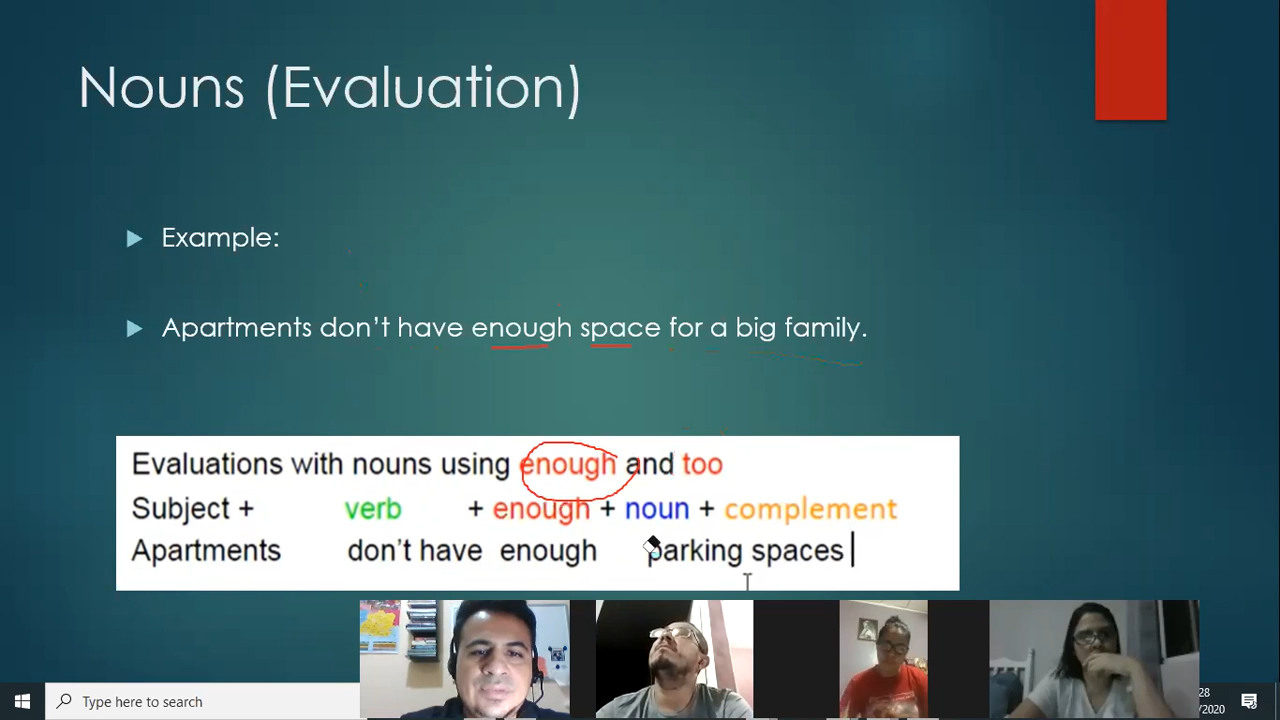 Nouns (Evaluation)
Example:
Apartments don’t have enough space for a big family.
Evaluations with nouns using enough and too
Subject + verb + enough + noun + complement
Apartments don’t have enough parking spaces
Type here to search
28
/2020